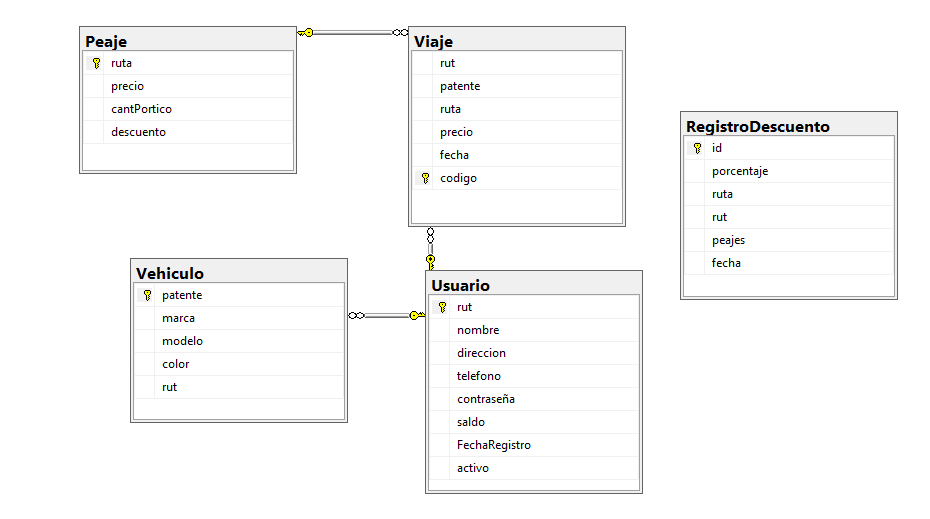 Peaje
ruta
precio
cantPortico
descuento
Viaje
rut
patente
ruta
precio
fecha
codigo
RegistroDescuento
id
porcentaje
ruta
rut
peajes
fecha
Vehiculo
patente
marca
modelo
color
rut
Usuario
rut
nombre
direccion
telefono
contraseña
saldo
FechaRegistro
activo